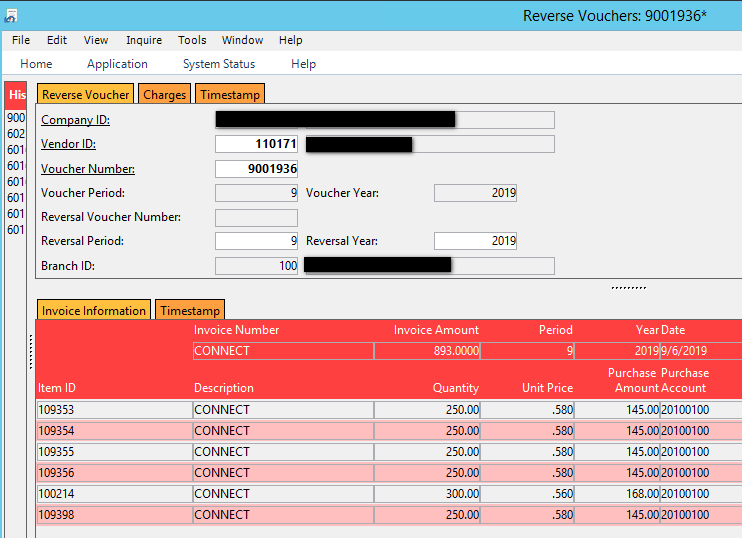 Reverse Vouchers: 9001936*
File Edit View Inquire Tools Window Help
Home Application System Status Help
His
900
602
601
601
601
601
601
601
Reverse Voucher Charges Timestamp
Company ID:
Vendor ID: 110171
Voucher Number: 9001936
Voucher Period: 9 Voucher Year: 2019
Reversal Voucher Number:
Reversal Period: 9 Reversal Year: 2019
Branch ID: 100
Invoice Information Timestamp
Invoice Number Invoice Amount Period Year Date
CONNECT 893.0000 9 2019 9/6/2019
Item ID Description Quantity Unit Price Purchase Amount Purchase Account
109353 CONNECT 250.00 .580 145.00 20100100
109354 CONNECT 250.00 .580 145.00 20100100
109355 CONNECT 250.00 .580 145.00 20100100
109356 CONNECT 250.00 .580 145.00 20100100
100214 CONNECT 300.00 .560 168.00 20100100
109398 CONNECT 250.00 .580 145.00 20100100